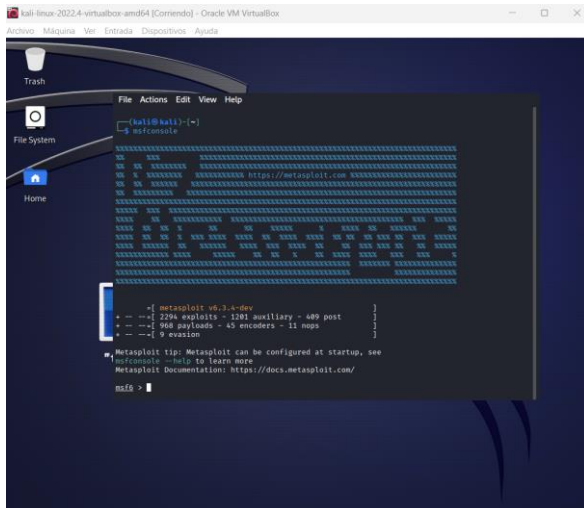 kali-linux-2022.4-virtualbox-amd64 [Corriendo] - Oracle VM VirtualBox
Archivo Máquina Ver Entrada Dispositivos Ayuda
Trash
File System
Home
File Actions Edit View Help
(kali㉿kali)-[~]
$ msfconsole
https://metasploit.com
=[ metasploit v6.3.4-dev ]
+ -- --=[ 2294 exploits - 1201 auxiliary - 409 post ]
+ -- --=[ 968 payloads - 45 encoders - 11 nops ]
+ -- --=[ 9 evasion ]
Metasploit tip: Metasploit can be configured at startup, see
msfconsole --help to learn more
Metasploit Documentation: https://docs.metasploit.com/
msf6 >